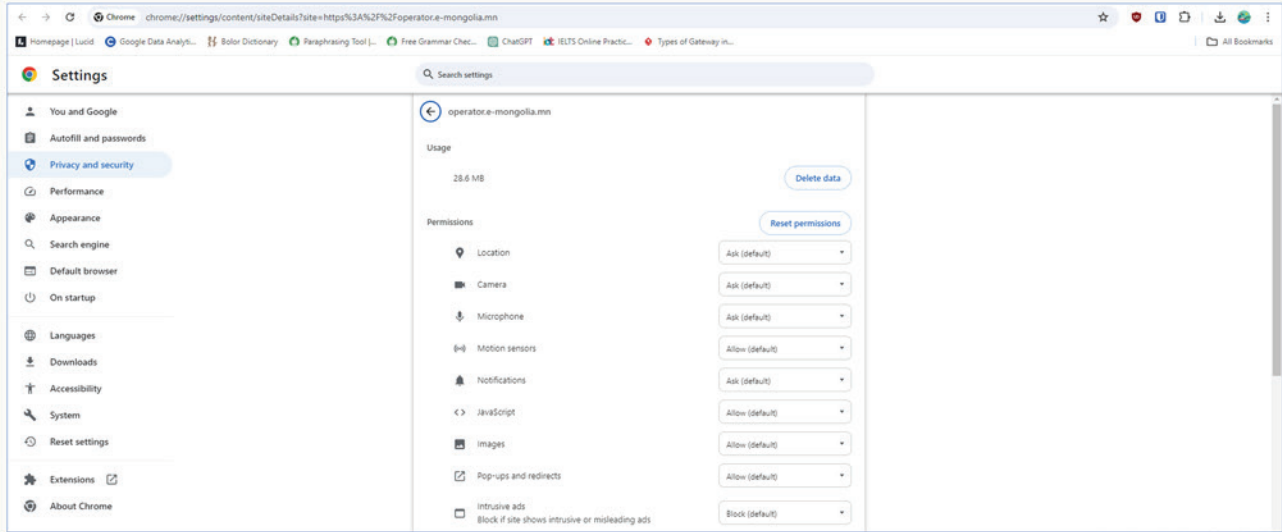 Chrome chrome://settings/content/siteDetails?site=https%3A%2F%2Foperator.e-mongolia.mn
Homepage | Lucid Google Data Analyti... Bolor Dictionary Paraphrasing Tool |... Free Grammar Chec... ChatGPT IELTS Online Practic... Types of Gateway in... All Bookmarks
Settings
Search settings
You and Google
Autofill and passwords
Privacy and security
Performance
Appearance
Search engine
Default browser
On startup
Languages
Downloads
Accessibility
System
Reset settings
Extensions
About Chrome
operator.e-mongolia.mn
Usage
28.6 MB Delete data
Permissions Reset permissions
Location Ask (default)
Camera Ask (default)
Microphone Ask (default)
Motion sensors Allow (default)
Notifications Ask (default)
JavaScript Allow (default)
Images Allow (default)
Pop-ups and redirects Allow (default)
Intrusive ads
Block if site shows intrusive or misleading ads Block (default)